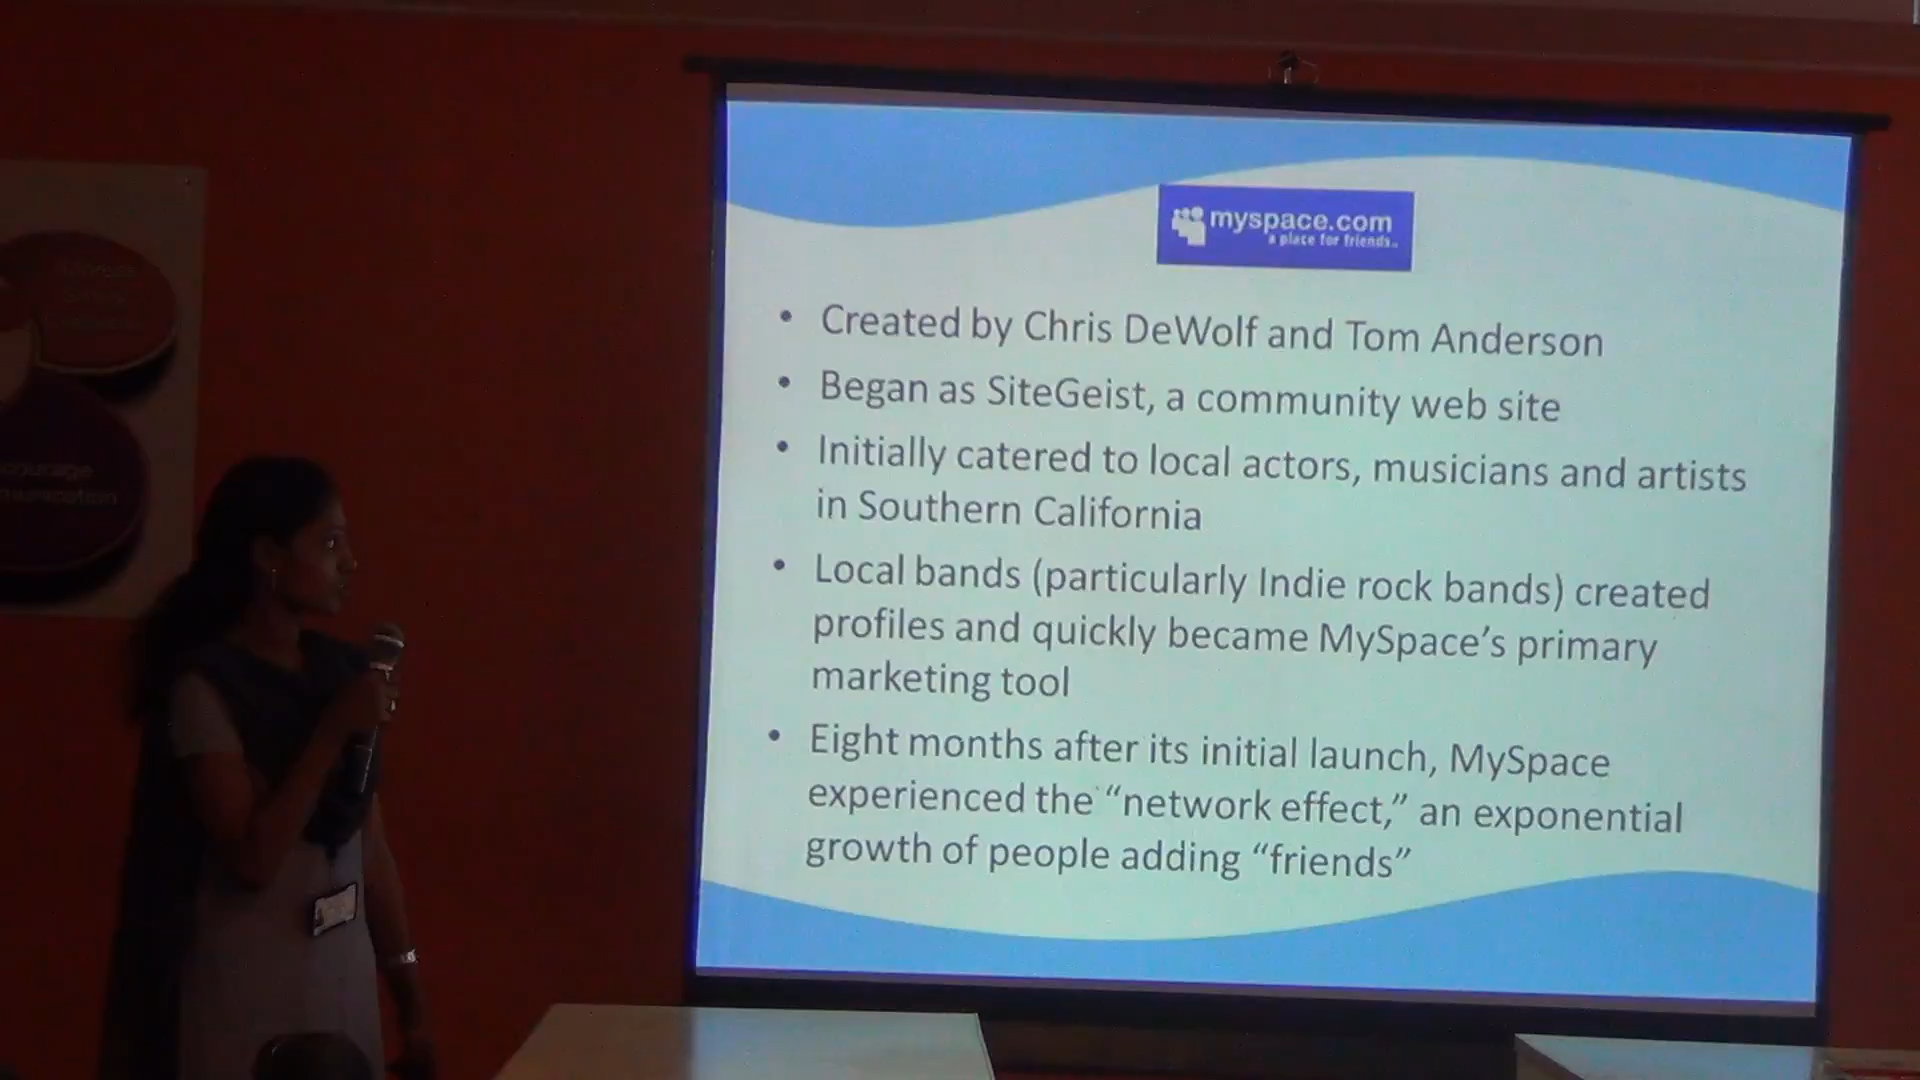 myspace.com
a place for friends
• Created by Chris DeWolf and Tom Anderson
• Began as SiteGeist, a community web site
• Initially catered to local actors, musicians and artists
in Southern California
• Local bands (particularly Indie rock bands) created
profiles and quickly became MySpace’s primary
marketing tool
• Eight months after its initial launch, MySpace
experienced the “network effect,” an exponential
growth of people adding “friends”